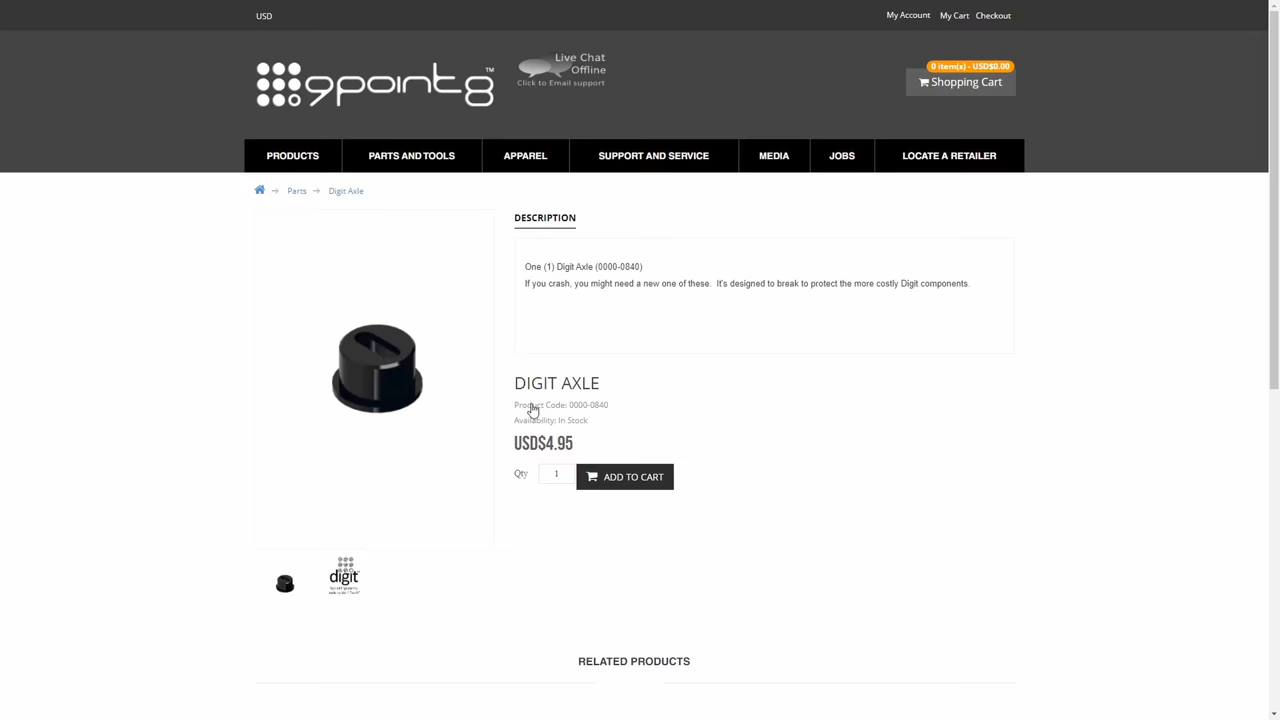 USD
My Account
My Cart
Checkout
9point8™
Live Chat
Offline
Click to Email support
0 item(s) - USD$0.00
Shopping Cart
PRODUCTS
PARTS AND TOOLS
APPAREL
SUPPORT AND SERVICE
MEDIA
JOBS
LOCATE A RETAILER
Parts
Digit Axle
DESCRIPTION
One (1) Digit Axle (0000-0840)
If you crash, you might need a new one of these. It's designed to break to protect the more costly Digit components.
DIGIT AXLE
Product Code: 0000-0840
Availability: In Stock
USD$4.95
Qty
1
ADD TO CART
digit
RELATED PRODUCTS